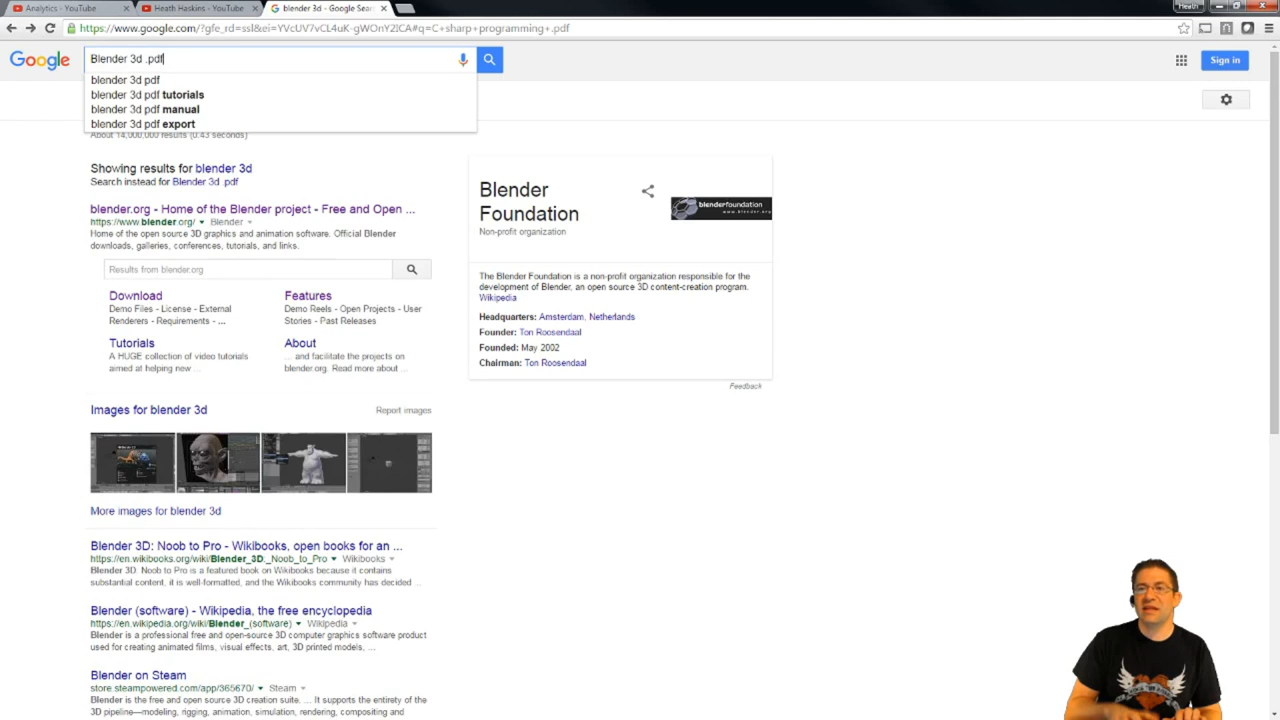 Analytics - YouTube
Heath Haskins - YouTube
blender 3d - Google Sear
Heath
https://www.google.com/?gfe_rd=ssl&ei=YVcUV7vCL4uK-gWOnY2ICA#q=C+sharp+programming+.pdf
Google
Blender 3d .pdf
Sign in
blender 3d pdf
blender 3d pdf tutorials
blender 3d pdf manual
blender 3d pdf export
About 14,000,000 results (0.43 seconds)
Showing results for blender 3d
Search instead for Blender 3d .pdf
blender.org - Home of the Blender project - Free and Open ...
https://www.blender.org/ Blender
Home of the open source 3D graphics and animation software. Official Blender
downloads, galleries, conferences, tutorials, and links.
Results from blender.org
Download
Demo Files - License - External
Renderers - Requirements - ...
Features
Demo Reels - Open Projects - User
Stories - Past Releases
Tutorials
A HUGE collection of video tutorials
aimed at helping new ...
About
... and facilitate the projects on
blender.org. Read more about ...
Images for blender 3d
Report images
More images for blender 3d
Blender 3D: Noob to Pro - Wikibooks, open books for an ...
https://en.wikibooks.org/wiki/Blender_3D:_Noob_to_Pro Wikibooks
Blender 3D: Noob to Pro is a featured book on Wikibooks because it contains
substantial content, it is well-formatted, and the Wikibooks community has decided ...
Blender (software) - Wikipedia, the free encyclopedia
https://en.wikipedia.org/wiki/Blender_(software) Wikipedia
Blender is a professional free and open-source 3D computer graphics software product
used for creating animated films, visual effects, art, 3D printed models, ...
Blender on Steam
store.steampowered.com/app/365670/ Steam
Blender is the free and open source 3D creation suite. ... It supports the entirety of the
3D pipeline—modeling, rigging, animation, simulation, rendering, compositing and
Blender
Foundation
Non-profit organization
blenderfoundation
www.blender.org
The Blender Foundation is a non-profit organization responsible for the
development of Blender, an open source 3D content-creation program.
Wikipedia
Headquarters: Amsterdam, Netherlands
Founder: Ton Roosendaal
Founded: May 2002
Chairman: Ton Roosendaal
Feedback